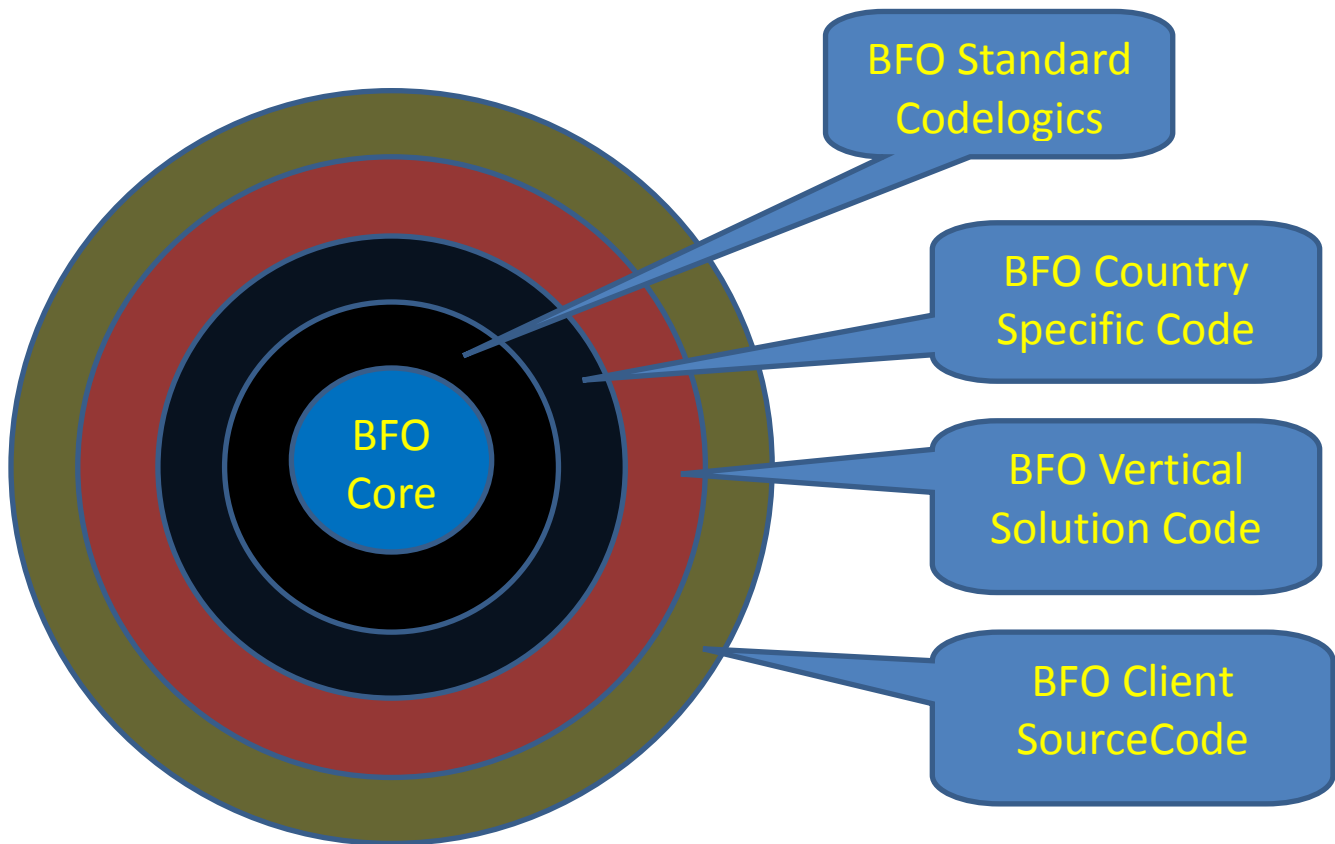 BFO Standard
Codelogics
BFO Country
Specific Code
BFO
Core
BFO Vertical
Solution Code
BFO Client
SourceCode